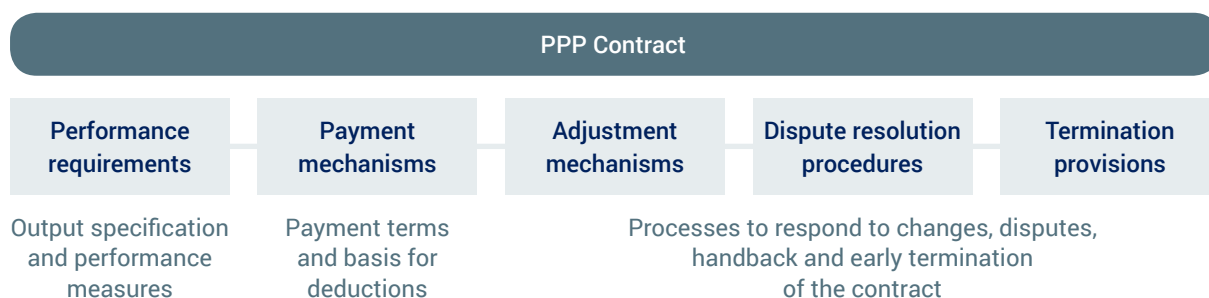 PPP Contract
Performance
requirements
Payment
mechanisms
Adjustment
mechanisms
Dispute resolution
procedures
Termination
provisions
Output specification
and performance
measures
Payment terms
and basis for
deductions
Processes to respond to changes, disputes,
handback and early termination
of the contract